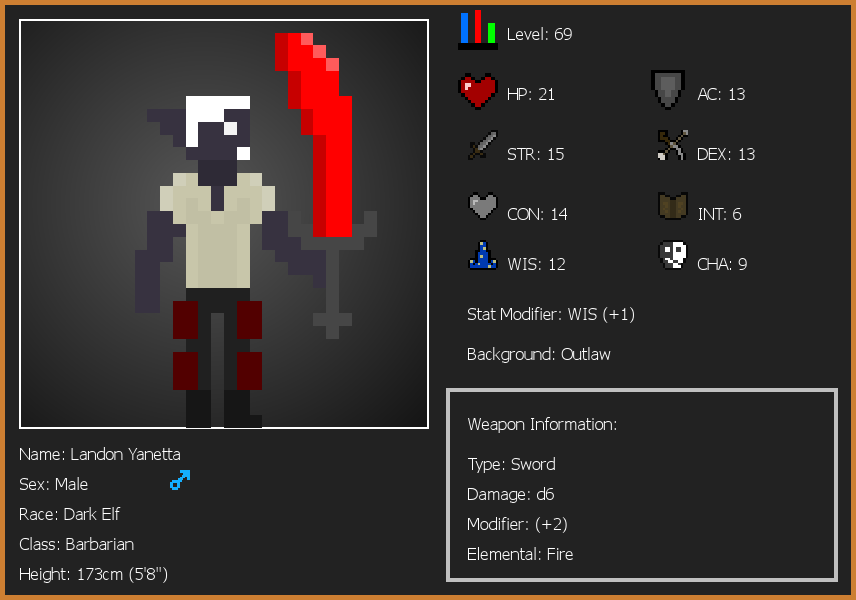 Level: 69
HP: 21
AC: 13
STR: 15
DEX: 13
CON: 14
INT: 6
WIS: 12
CHA: 9
Stat Modifier: WIS (+1)
Background: Outlaw
Weapon Information:
Type: Sword
Damage: d6
Modifier: (+2)
Elemental: Fire
Name: Landon Yanetta
Sex: Male
Race: Dark Elf
Class: Barbarian
Height: 173cm (5'8")